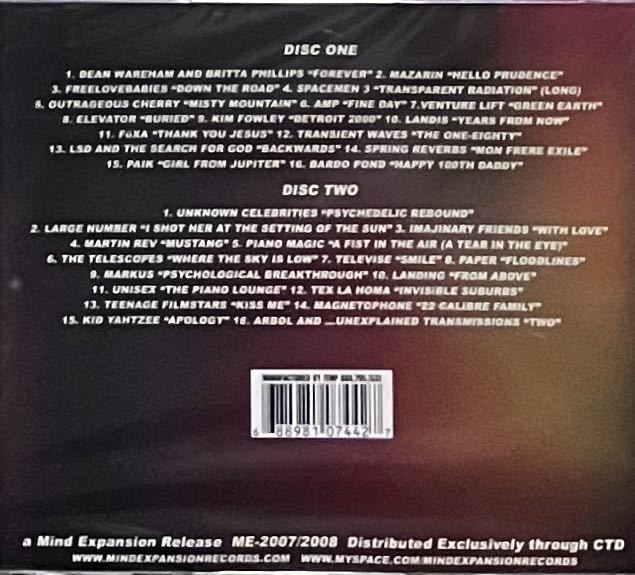 DISC ONE
1. DEAN WAREHAM AND BRITTA PHILLIPS "FOREVER" 2. MAZARIN "HELLO PRUDENCE"
3. FREELOVEBABIES "DOWN THE ROAD" 4. SPACEMEN 3 "TRANSPARENT RADIATION" (LONG)
5. OUTRAGEOUS CHERRY "MISTY MOUNTAIN" 6. AMP "FINE DAY" 7.VENTURE LIFT "GREEN EARTH"
8. ELEVATOR "BURIED" 9. KIM FOWLEY "DETROIT 2000" 10. LANDIS "YEARS FROM NOW"
11. FüXA "THANK YOU JESUS" 12. TRANSIENT WAVES "THE ONE-EIGHTY"
13. LSD AND THE SEARCH FOR GOD "BACKWARDS" 14. SPRING REVERBS "MON FRERE EXILE"
15. PAIK "GIRL FROM JUPITER" 16. BARDO POND "HAPPY 100TH DADDY"
DISC TWO
1. UNKNOWN CELEBRITIES "PSYCHEDELIC REBOUND"
2. LARGE NUMBER "I SHOT HER AT THE SETTING OF THE SUN" 3. IMAJINARY FRIENDS "WITH LOVE"
4. MARTIN REV "MUSTANG" 5. PIANO MAGIC "A FIST IN THE AIR (A TEAR IN THE EYE)"
6. THE TELESCOPES "WHERE THE SKY IS LOW" 7. TELEVISE "SMILE" 8. PAPER "FLOODLINES"
9. MARKUS "PSYCHOLOGICAL BREAKTHROUGH" 10. LANDING "FROM ABOVE"
11. UNISEX "THE PIANO LOUNGE" 12. TEX LA HOMA "INVISIBLE SUBURBS"
13. TEENAGE FILMSTARS "KISS ME" 14. MAGNETOPHONE "22 CALIBRE FAMILY"
15. KID YAHTZEE "APOLOGY" 16. ARBOL AND ...UNEXPLAINED TRANSMISSIONS "TWO"
6 88981 07442 7
a Mind Expansion Release ME-2007/2008 Distributed Exclusively through CTD
WWW.MINDEXPANSIONRECORDS.COM WWW.MYSPACE.COM/MINDEXPANSIONRECORDS